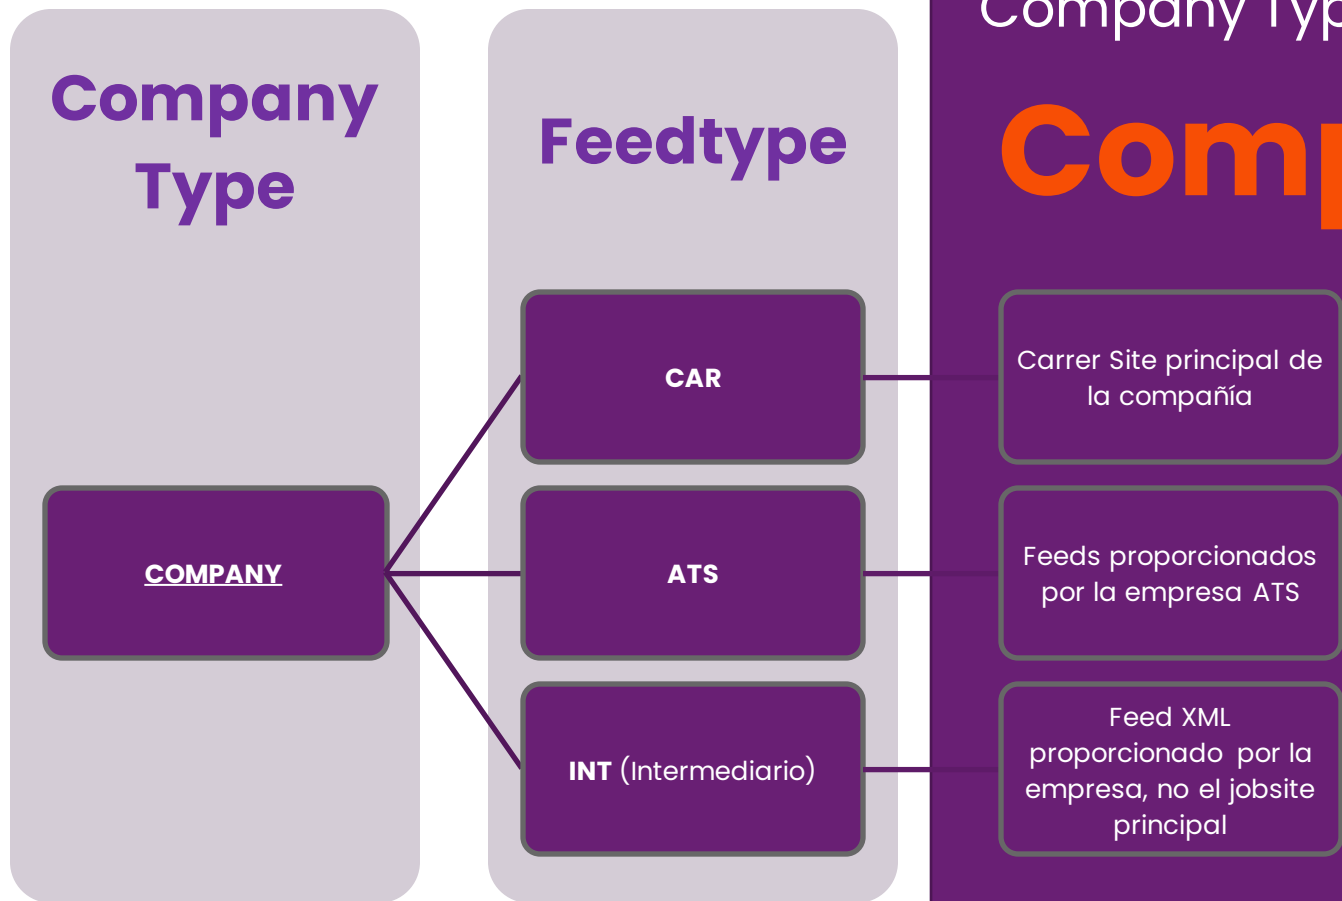 Company
Type
Feedtype
COMPANY
CAR
ATS
INT (Intermediario)
Company
Carrer Site principal de
la compañía
Feeds proporcionados
por la empresa ATS
Feed XML
proporcionado por la
empresa, no el jobsite
principal